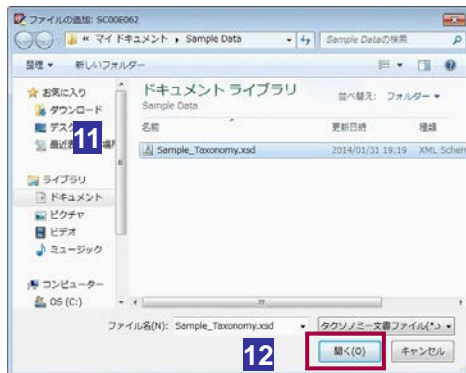 ファイルの追加: SC00E062
« マイ ドキュメント ▸ Sample Data
Sample Dataの検索
整理 ▼ 新しいフォルダー
お気に入り
ダウンロード
11
ライブラリ
ドキュメント
ピクチャ
ビデオ
ミュージック
コンピューター
OS (C:)
ドキュメント ライブラリ
Sample Data
並べ替え: フォルダー ▼
名前 更新日時 種類
Sample_Taxonomy.xsd 2014/01/31 19:19 XML Schem
ファイル名(N): Sample_Taxonomy.xsd
タクソノミー文書ファイル(*.x
12
開く(O) キャンセル